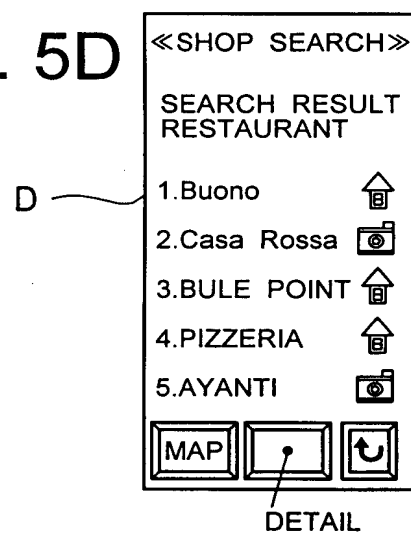 . 5D
≪SHOP SEARCH≫
SEARCH RESULT
RESTAURANT
D
1.Buono
2.Casa Rossa
3.BULE POINT
4.PIZZERIA
5.AYANTI
MAP
DETAIL